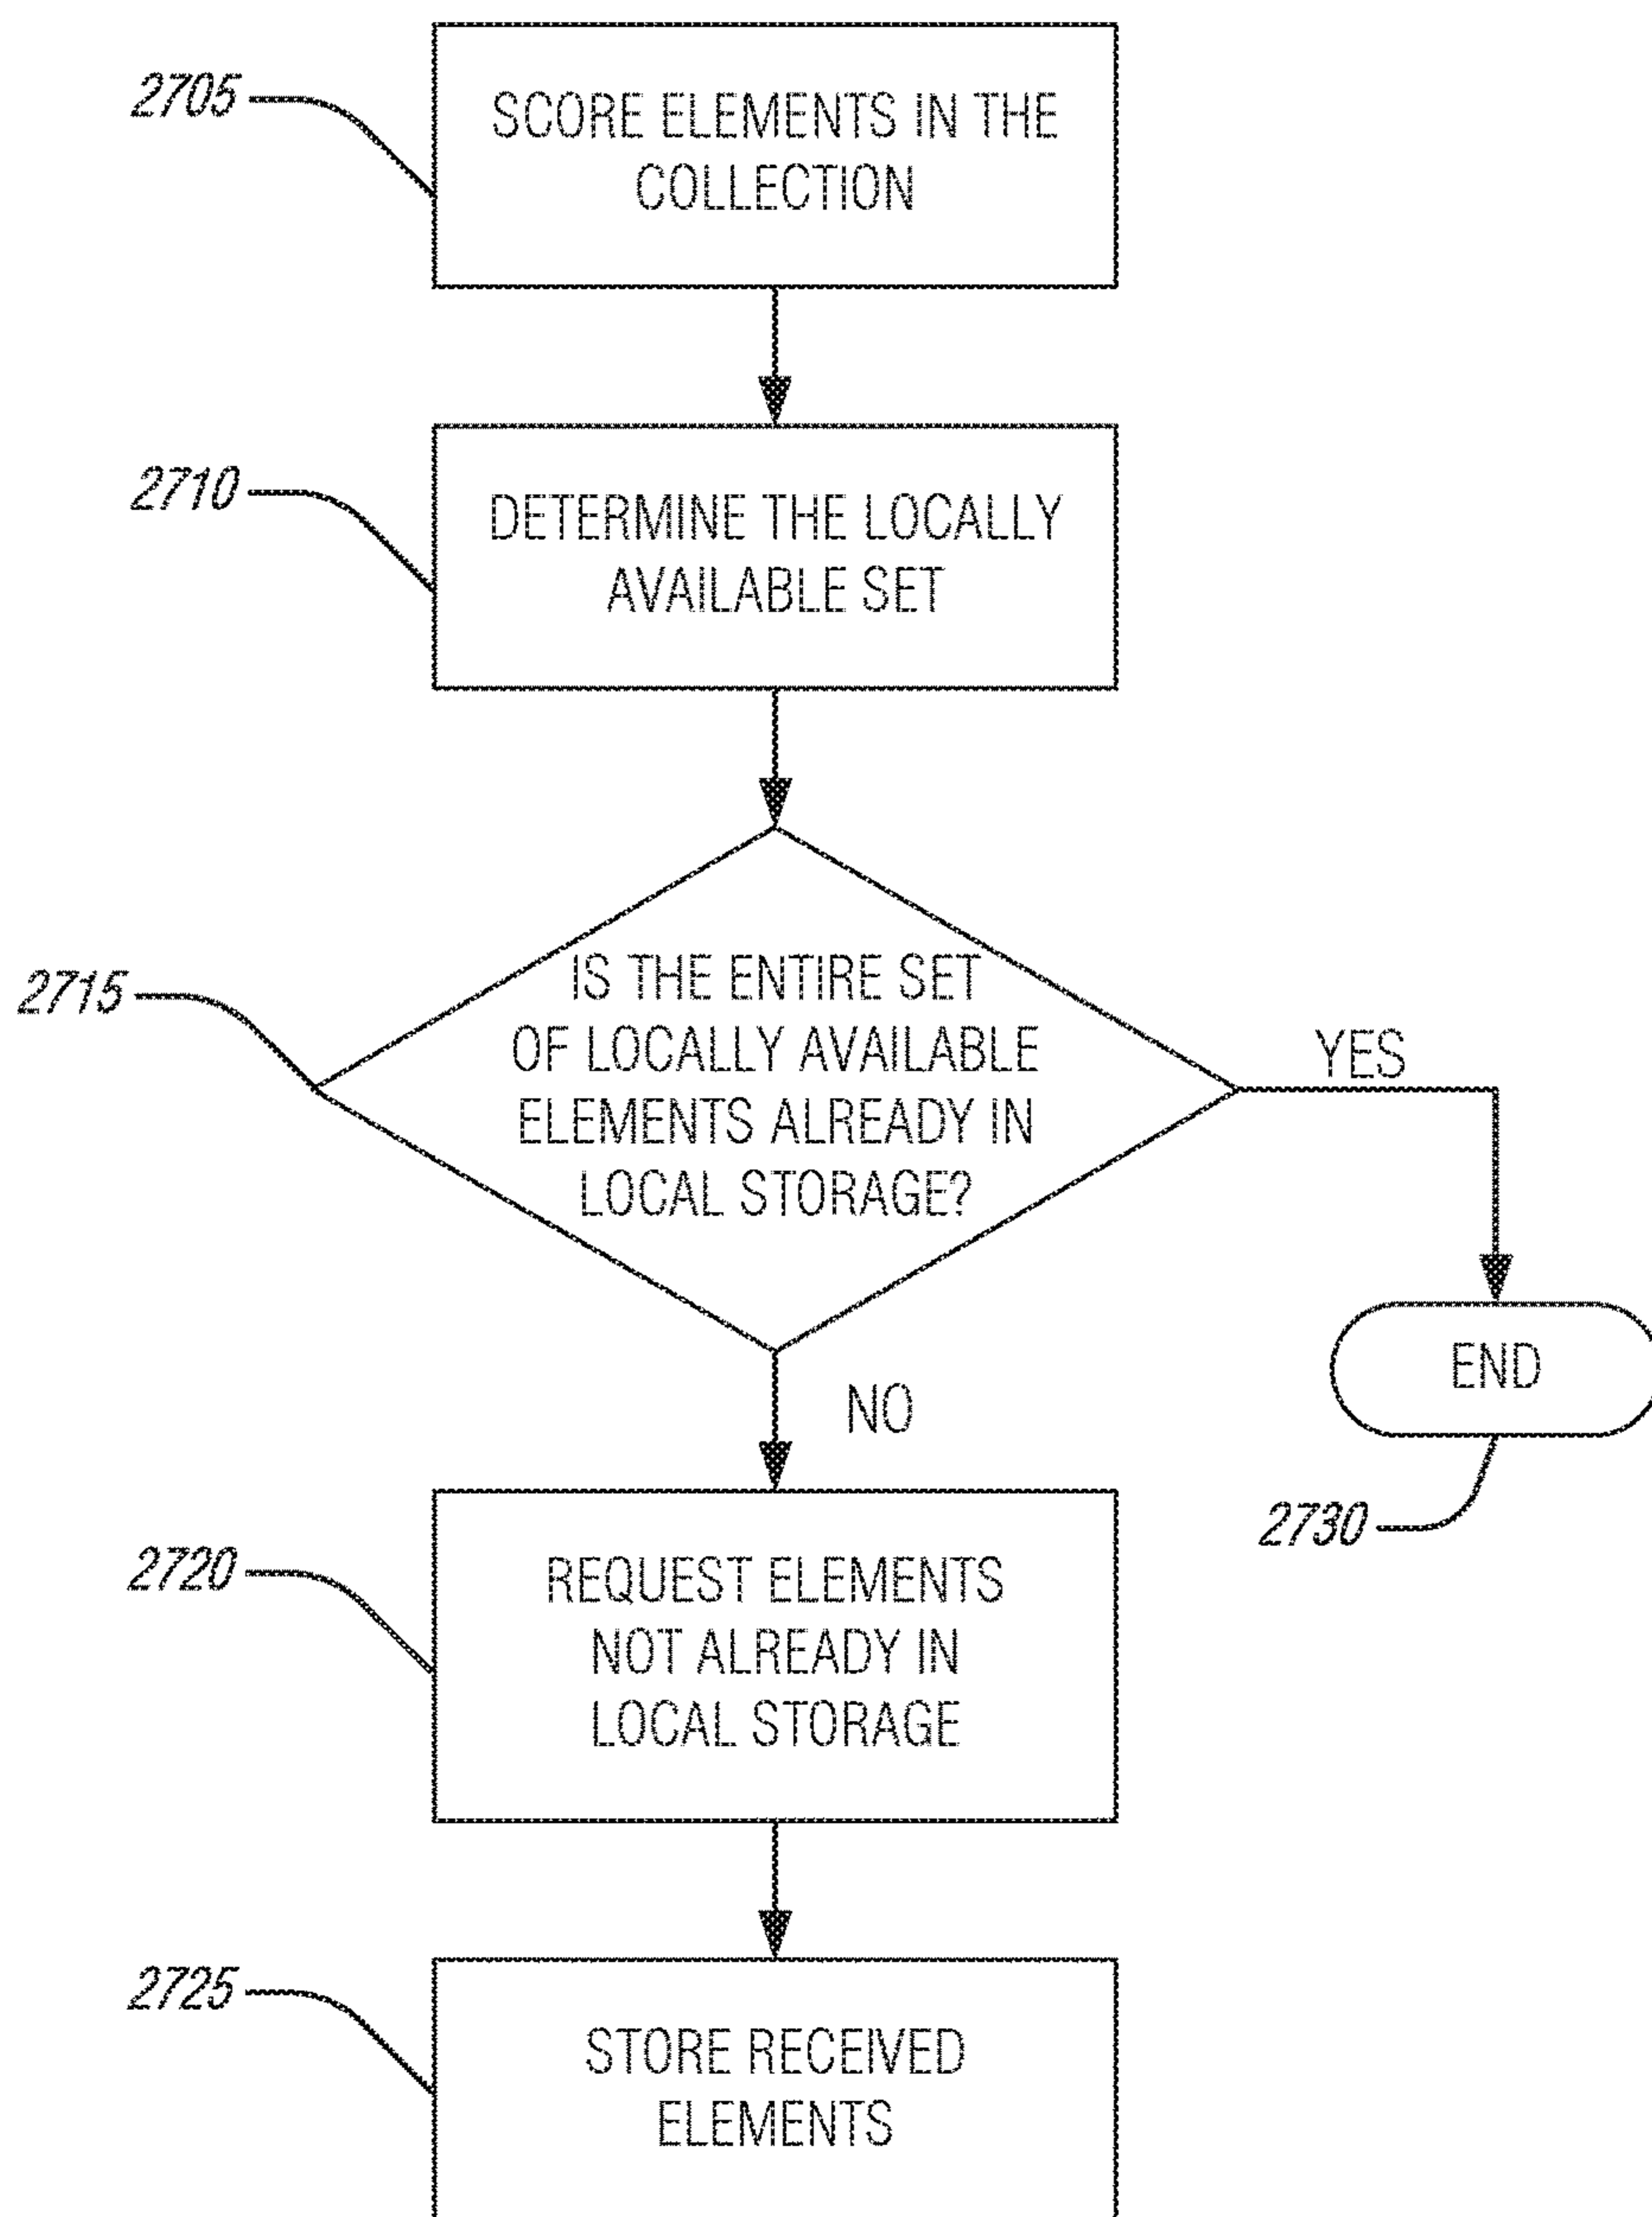 2705
SCORE ELEMENTS IN THE
COLLECTION
2710
DETERMINE THE LOCALLY
AVAILABLE SET
2715
IS THE ENTIRE SET
OF LOCALLY AVAILABLE
ELEMENTS ALREADY IN
LOCAL STORAGE?
YES
END
2730
NO
2720
REQUEST ELEMENTS
NOT ALREADY IN
LOCAL STORAGE
2725
STORE RECEIVED
ELEMENTS